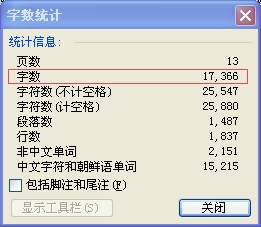 字数统计
统计信息:
页数 13
字数 17,366
字符数(不计空格) 25,547
字符数(计空格) 25,880
段落数 1,487
行数 1,837
非中文单词 2,151
中文字符和朝鲜语单词 15,215
包括脚注和尾注(F)
显示工具栏(S) 关闭